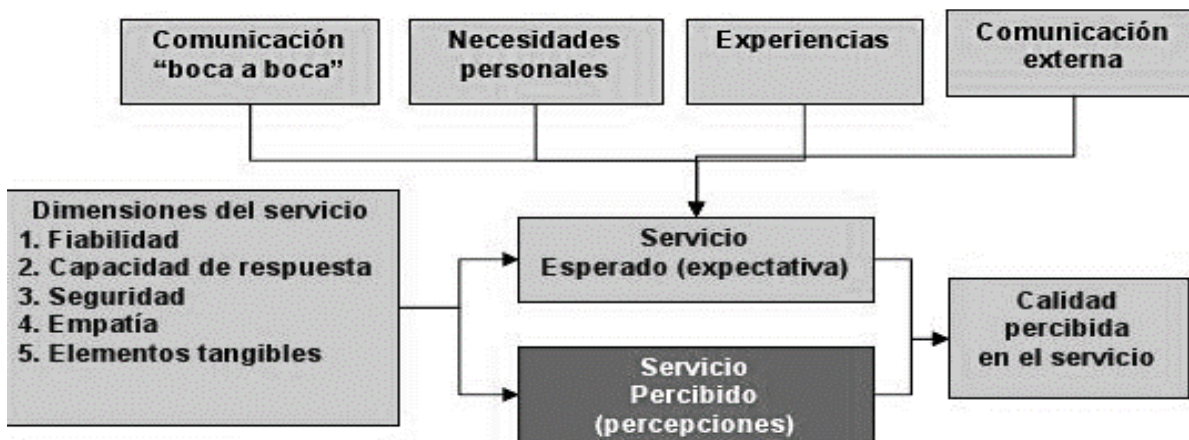 Comunicación
“boca a boca”
Necesidades
personales
Experiencias
Comunicación
externa
Dimensiones del servicio
1. Fiabilidad
2. Capacidad de respuesta
3. Seguridad
4. Empatía
5. Elementos tangibles
Servicio
Esperado (expectativa)
Servicio
Percibido
(percepciones)
Calidad
percibida
en el servicio